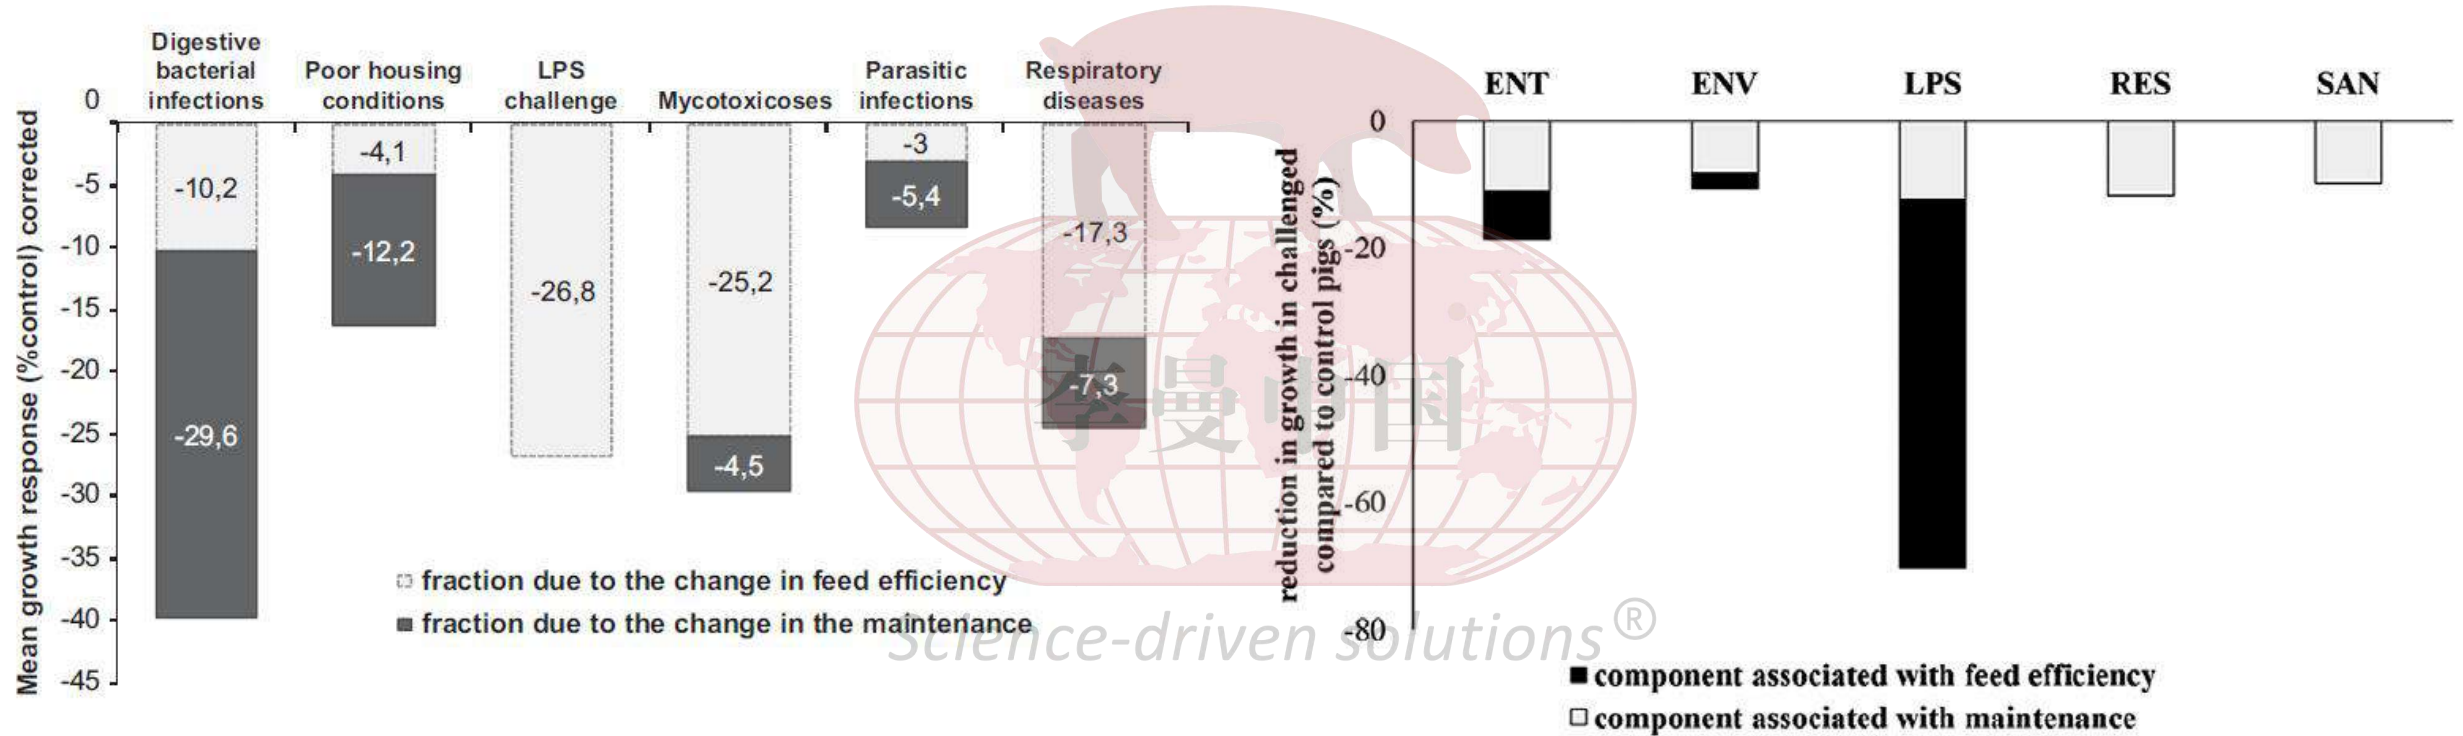 Digestive
bacterial
infections
Poor housing
conditions
LPS
challenge
Mycotoxicoses
Parasitic
infections
Respiratory
diseases
Mean growth response (%control) corrected
0
-5
-10
-15
-20
-25
-30
-35
-40
-45
-10,2
-29,6
-4,1
-12,2
-26,8
-25,2
-4,5
-3
-5,4
-17,3
-7,3
fraction due to the change in feed efficiency
fraction due to the change in the maintenance
ENT
ENV
LPS
RES
SAN
reduction in growth in challenged
compared to control pigs (%)
0
-20
-40
-60
-80
component associated with feed efficiency
component associated with maintenance
李曼中国
Science-driven solutions®